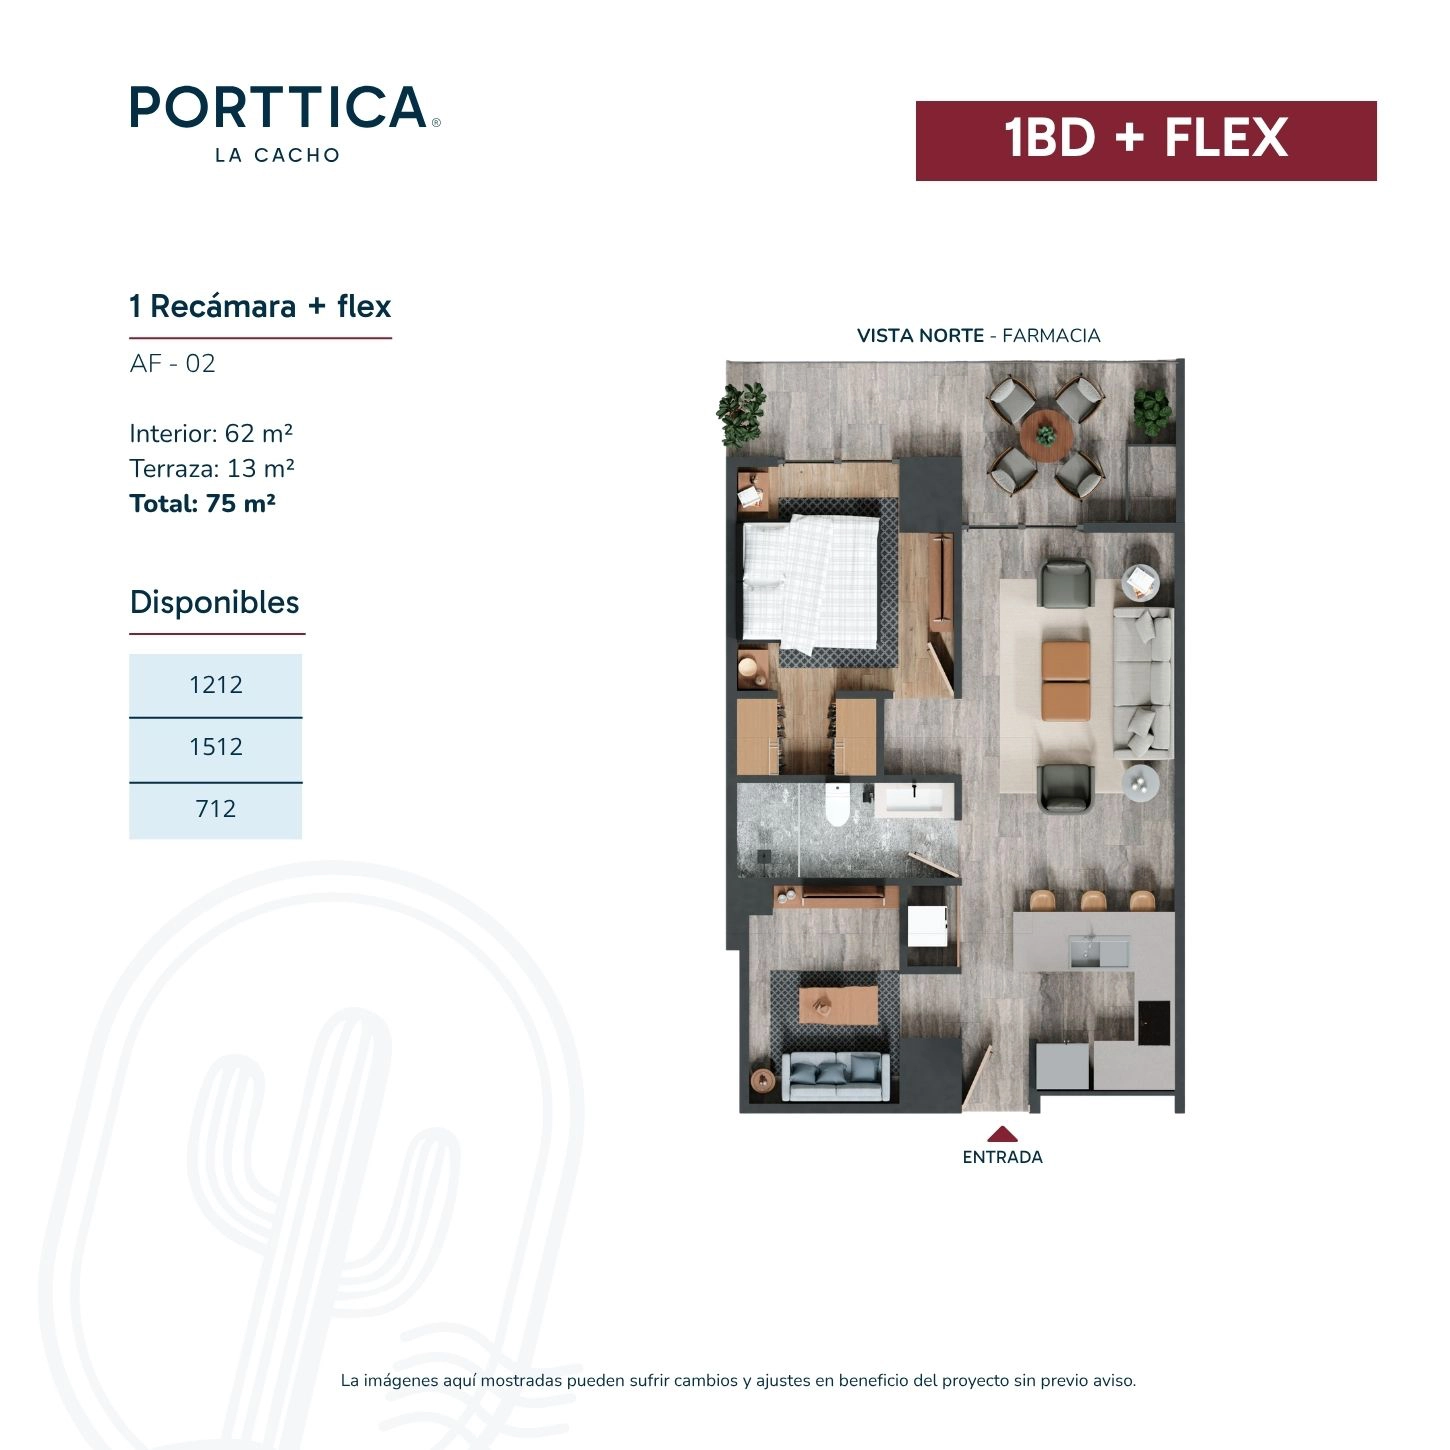 PORTTICA®
LA CACHO
1BD + FLEX
1 Recámara + flex
AF - 02
Interior: 62 m²
Terraza: 13 m²
Total: 75 m²
Disponibles
1212
1512
712
VISTA NORTE - FARMACIA
ENTRADA
La imágenes aquí mostradas pueden sufrir cambios y ajustes en beneficio del proyecto sin previo aviso.